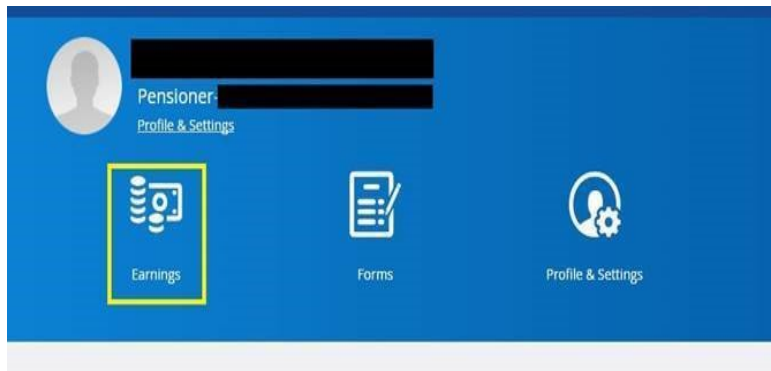 Pensioner-
Profile & Settings
Earnings
Forms
Profile & Settings